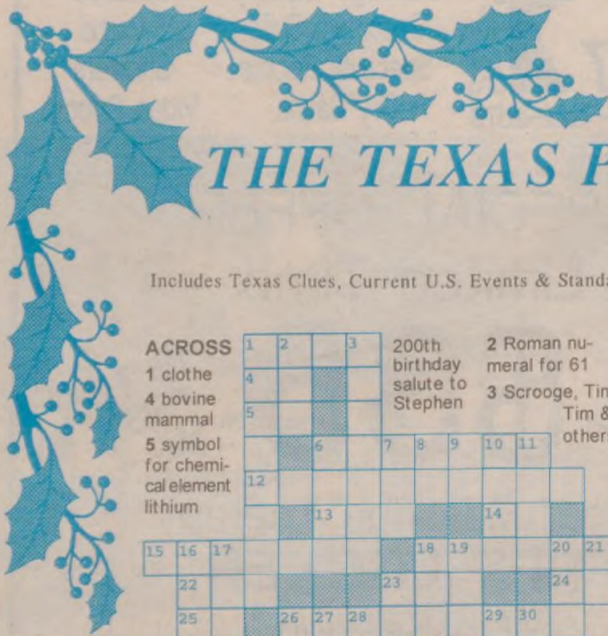 THE TEXAS P
Includes Texas Clues, Current U.S. Events & Standa
ACROSS
1 clothe
4 bovine
mammal
5 symbol
for chemi-
cal element
lithium
200th
birthday
salute to
Stephen
2 Roman nu-
meral for 61
3 Scrooge, Tin
Tim &
others
1 2 3
4
5
6 7 8 9 10 11
12
13 14
15 16 17 18 19 20 21
22 23 24
25 26 27 28 29 30